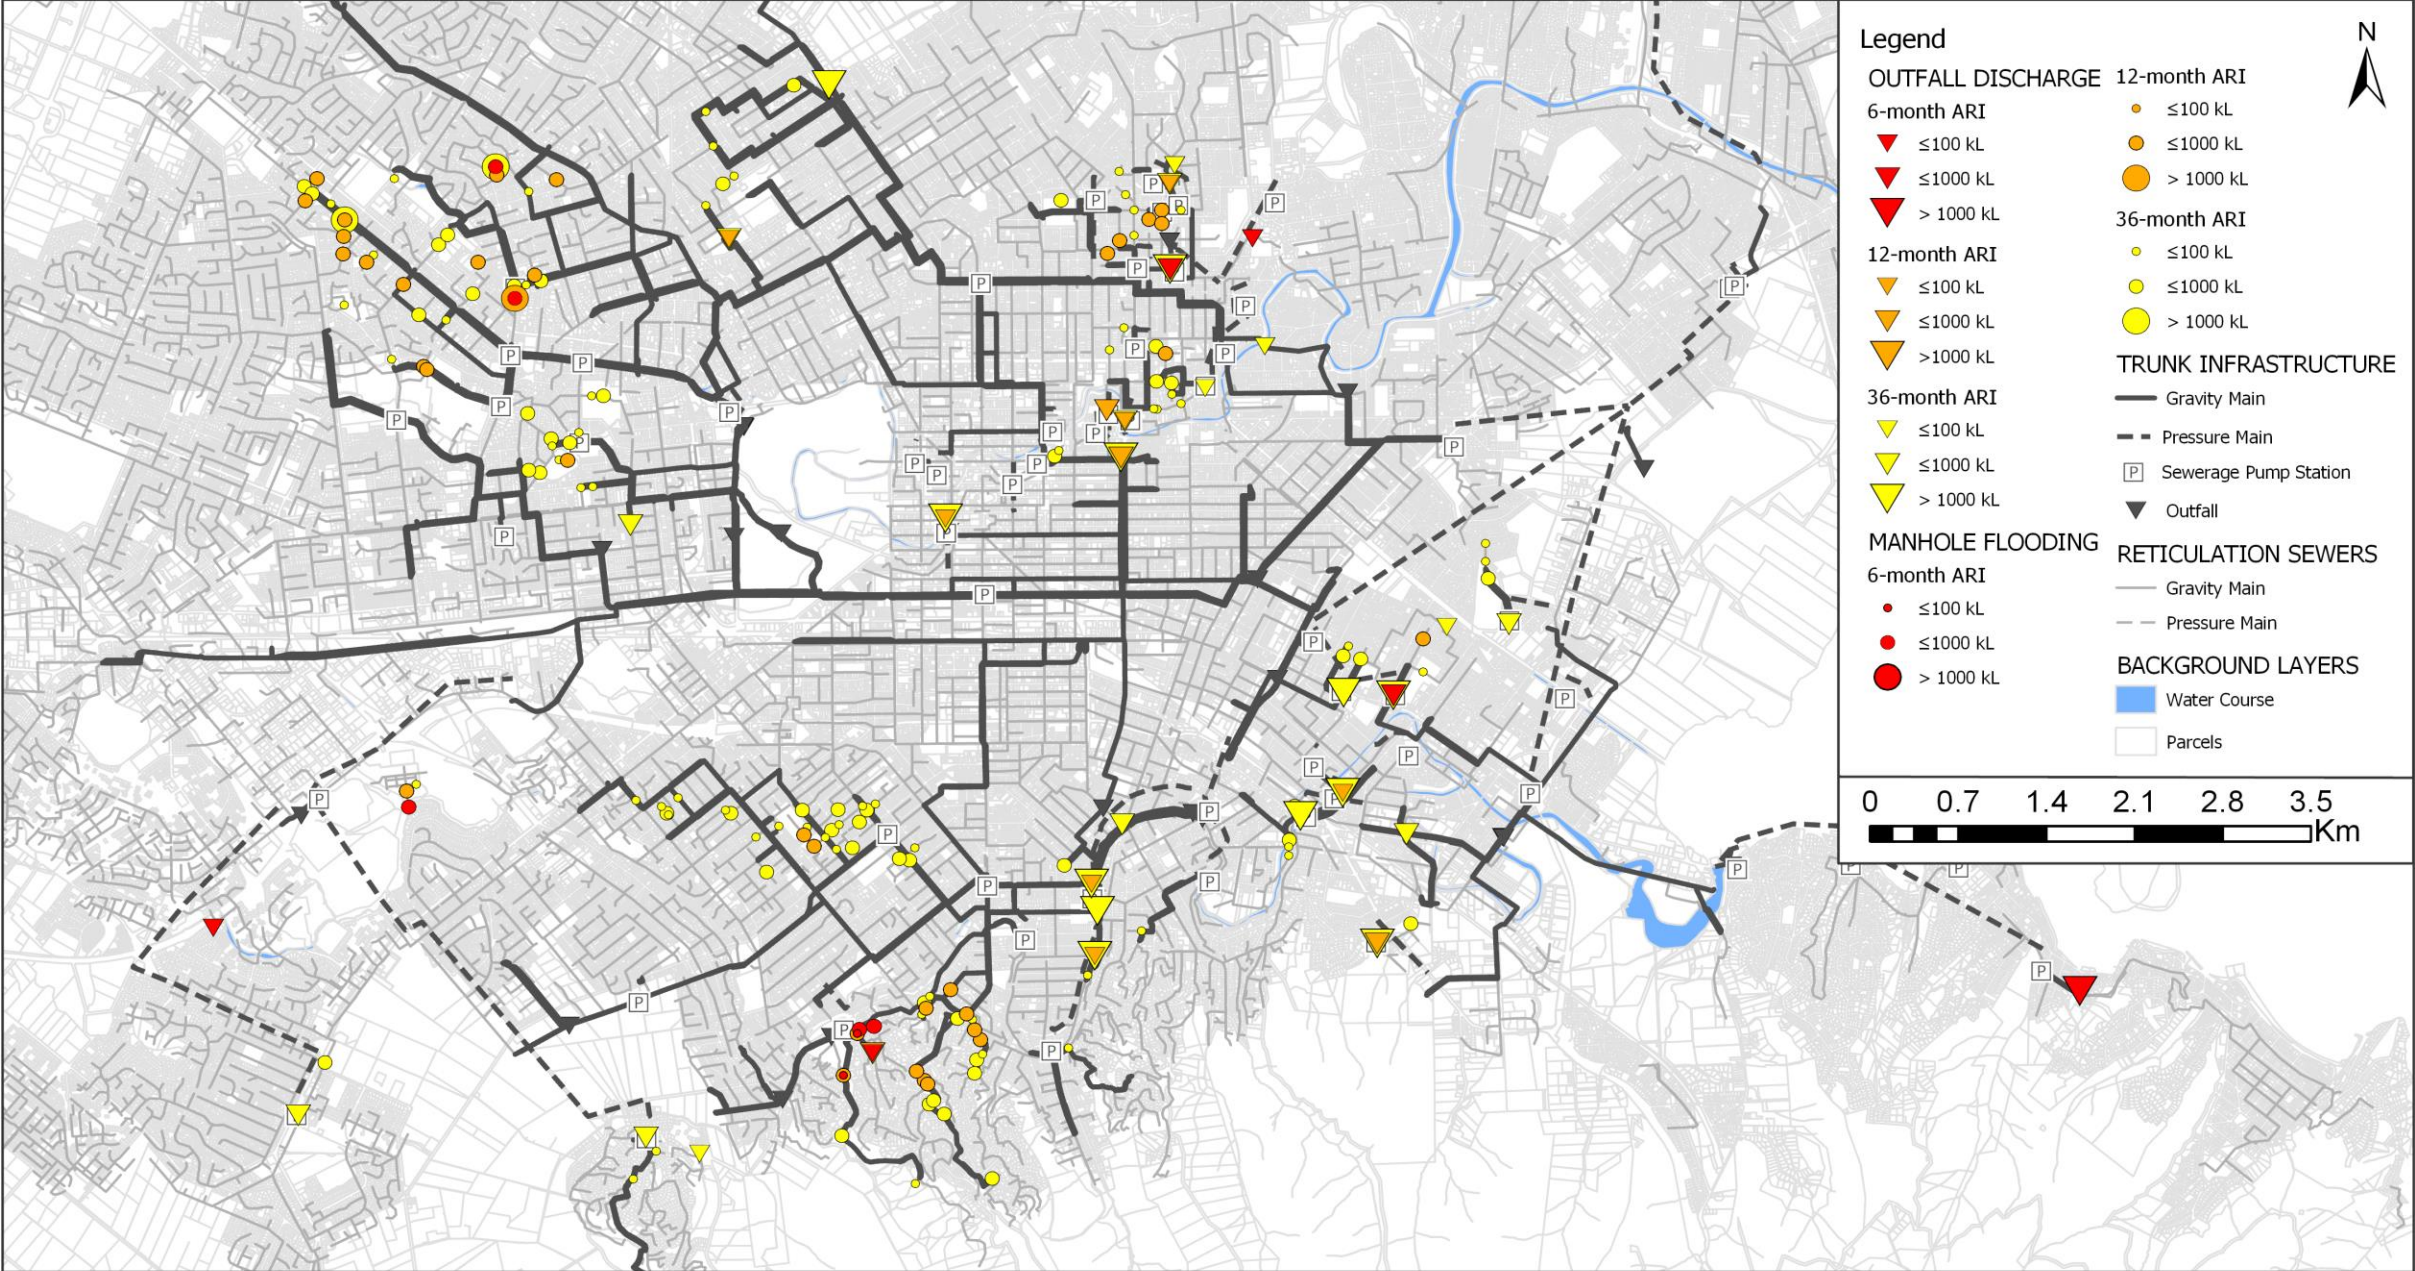 Legend
N
OUTFALL DISCHARGE
6-month ARI
≤100 kL
≤1000 kL
> 1000 kL
12-month ARI
≤100 kL
≤1000 kL
>1000 kL
36-month ARI
≤100 kL
≤1000 kL
> 1000 kL
MANHOLE FLOODING
6-month ARI
≤100 kL
≤1000 kL
> 1000 kL
12-month ARI
≤100 kL
≤1000 kL
> 1000 kL
36-month ARI
≤100 kL
≤1000 kL
> 1000 kL
TRUNK INFRASTRUCTURE
Gravity Main
Pressure Main
P Sewerage Pump Station
Outfall
RETICULATION SEWERS
Gravity Main
Pressure Main
BACKGROUND LAYERS
Water Course
Parcels
0 0.7 1.4 2.1 2.8 3.5
Km